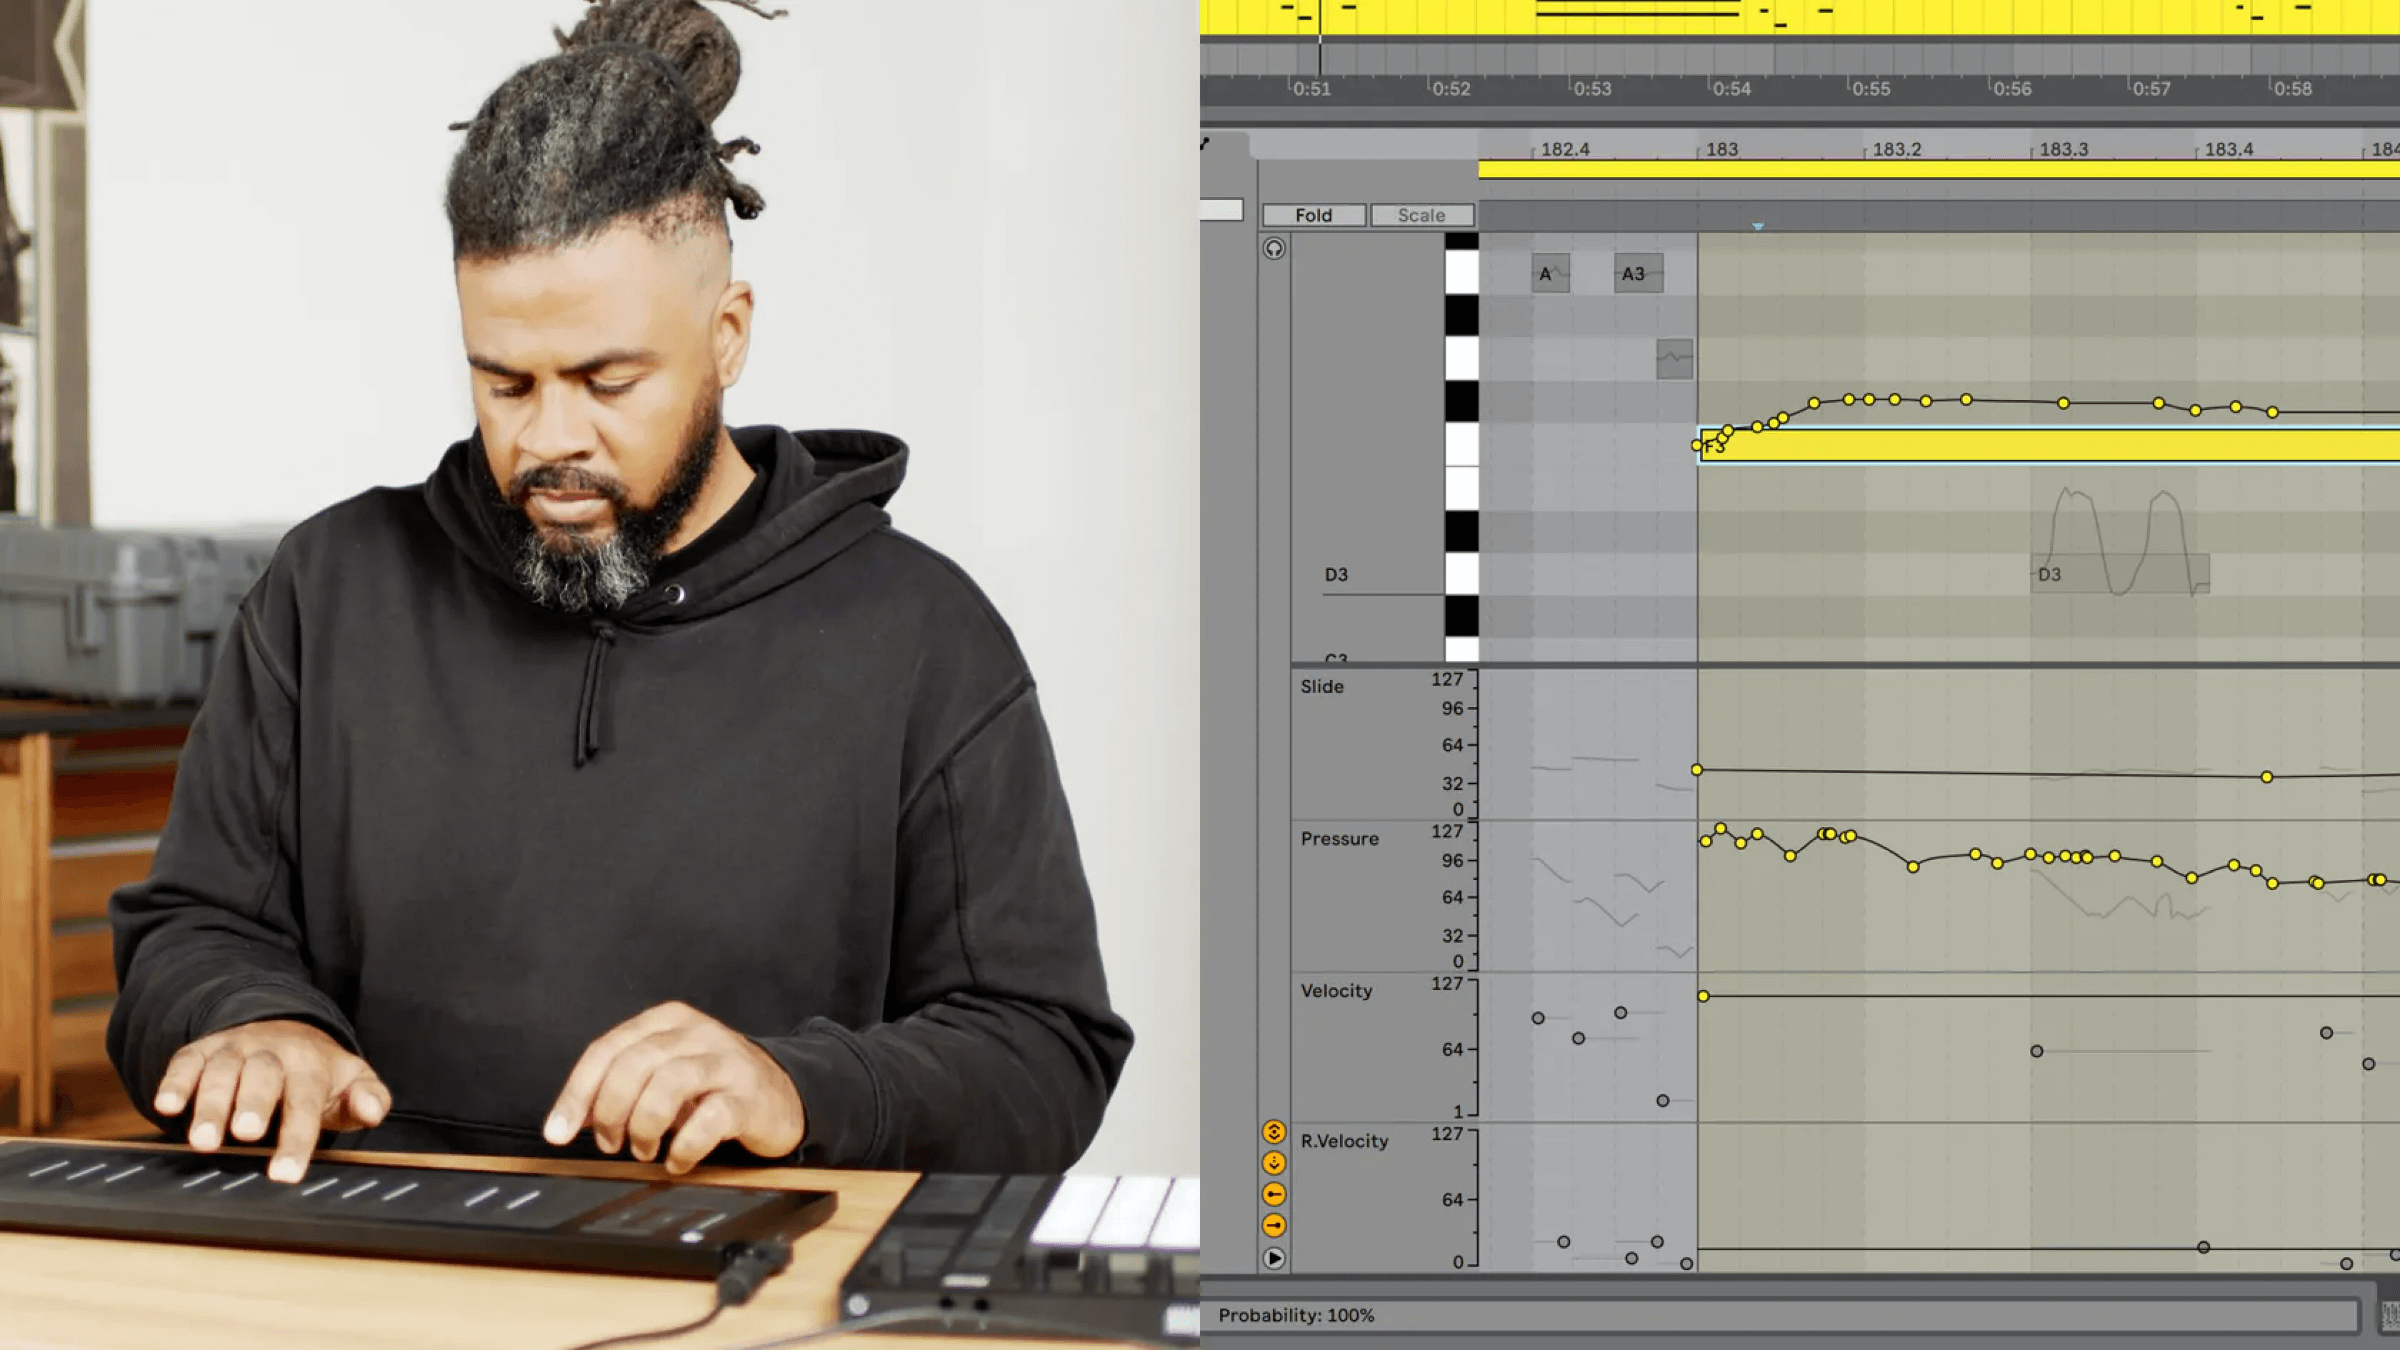 0:51 0:52 0:53 0:54 0:55 0:56 0:57 0:58
182.4 183 183.2 183.3 183.4 184
Fold Scale
A A3
F3
D3 D3
C3
Slide 127
96
64
32
0
Pressure 127
96
64
32
0
Velocity 127
64
1
R.Velocity 127
64
0
Probability: 100%